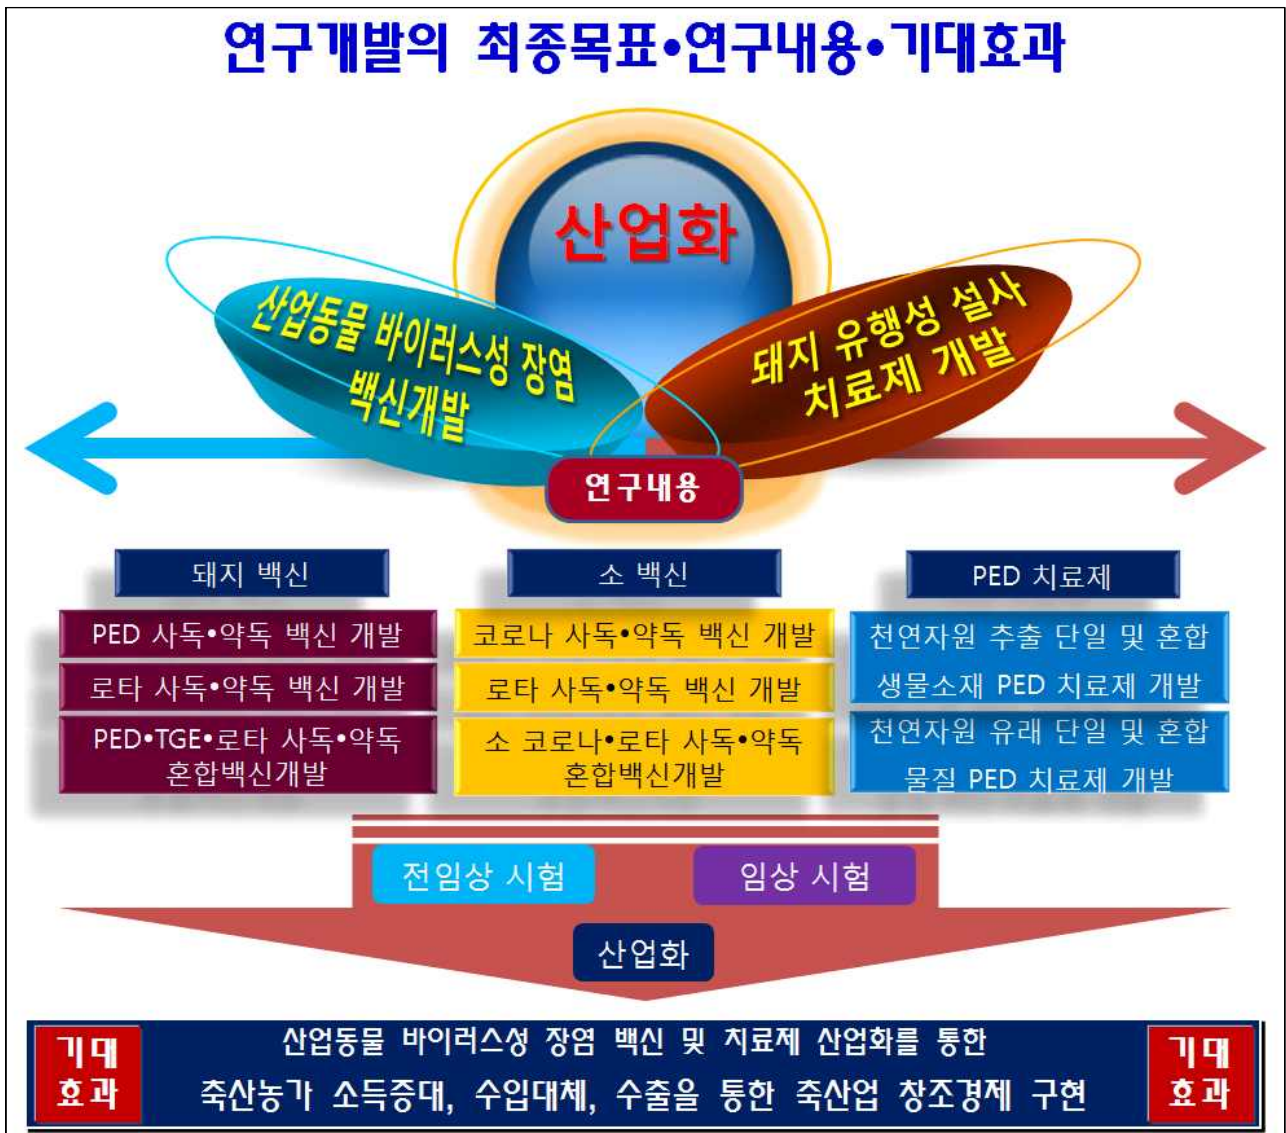 연구개발의 최종목표•연구내용•기대효과
산업화
산업동물 바이러스성 장염
백신개발
돼지 유행성 설사
치료제 개발
연구내용
돼지 백신
PED 사독•약독 백신 개발
로타 사독•약독 백신 개발
PED•TGE•로타 사독•약독
혼합백신개발
소 백신
코로나 사독•약독 백신 개발
로타 사독•약독 백신 개발
소 코로나•로타 사독•약독
혼합백신개발
PED 치료제
천연자원 추출 단일 및 혼합
생물소재 PED 치료제 개발
천연자원 유래 단일 및 혼합
물질 PED 치료제 개발
전임상 시험
임상 시험
산업화
기대
효과
산업동물 바이러스성 장염 백신 및 치료제 산업화를 통한
축산농가 소득증대, 수입대체, 수출을 통한 축산업 창조경제 구현
기대
효과